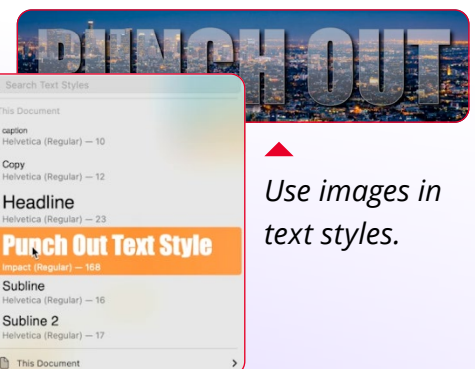 PUNCH OUT
Search Text Styles
This Document
caption
Helvetica (Regular) — 10
Copy
Helvetica (Regular) — 12
Headline
Helvetica (Regular) — 23
Punch Out Text Style
Impact (Regular) — 168
Subline
Helvetica (Regular) — 16
Subline 2
Helvetica (Regular) — 17
This Document
Use images in
text styles.